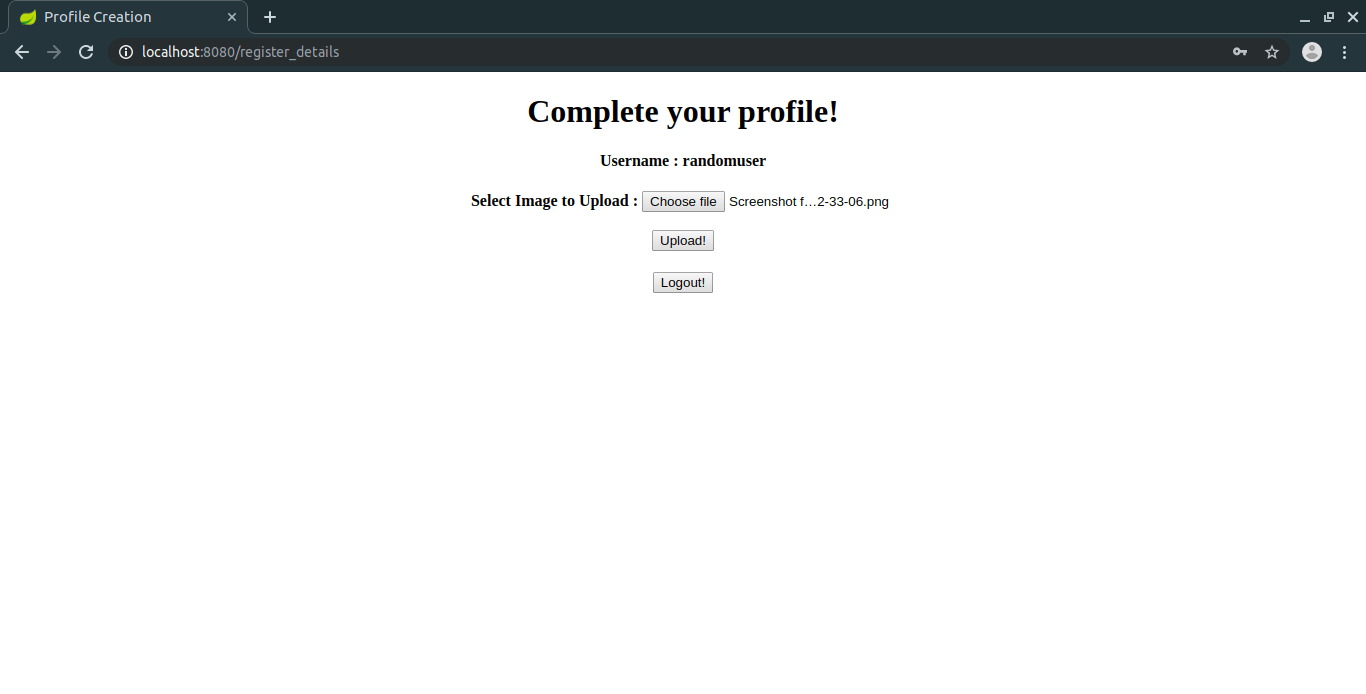 Profile Creation
localhost:8080/register_details
Complete your profile!
Username : randomuser
Select Image to Upload : Choose file Screenshot f...2-33-06.png
Upload!
Logout!